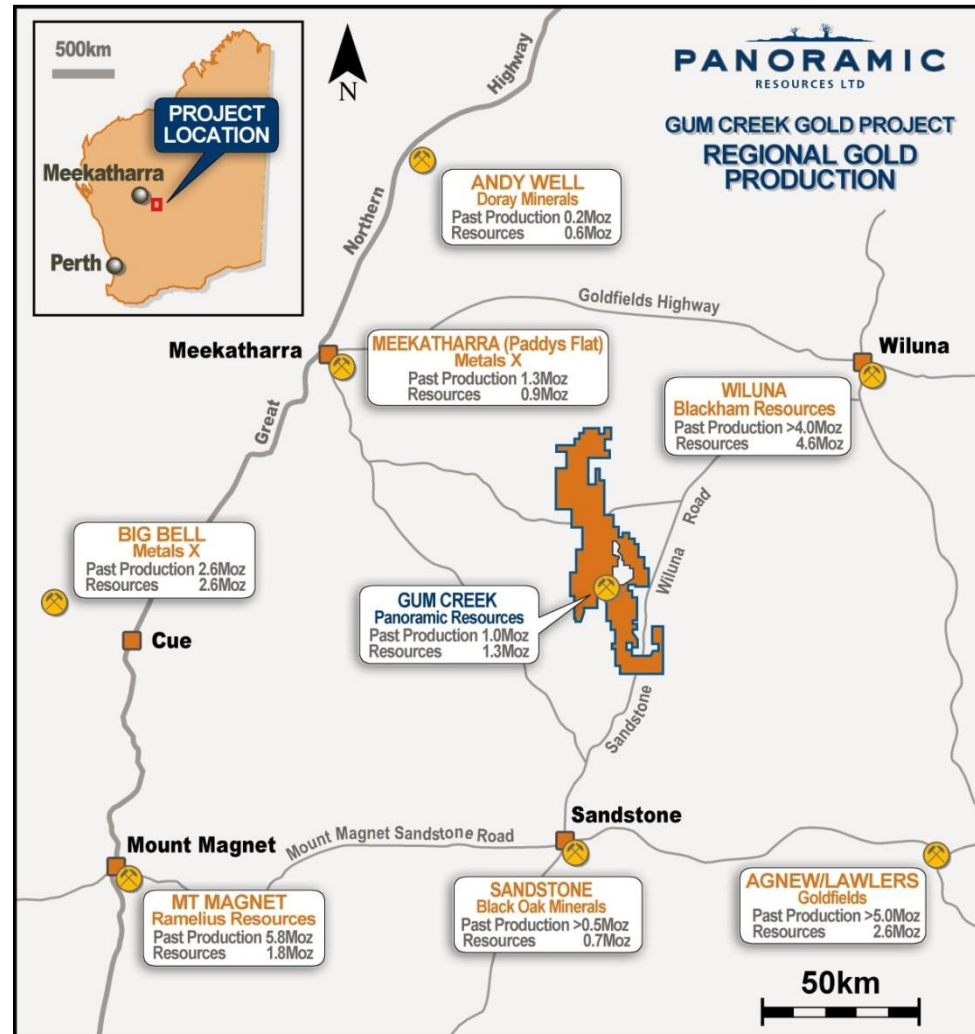 500km
PROJECT
LOCATION
Meekatharra
Perth
N
PANORAMIC
RESOURCES LTD
GUM CREEK GOLD PROJECT
REGIONAL GOLD
PRODUCTION
Highway
Northern
Great
ANDY WELL
Doray Minerals
Past Production 0.2Moz
Resources 0.6Moz
Goldfields Highway
Meekatharra
MEEKATHARRA (Paddys Flat)
Metals X
Past Production 1.3Moz
Resources 0.9Moz
Wiluna
WILUNA
Blackham Resources
Past Production >4.0Moz
Resources 4.6Moz
Road
Wiluna
Sandstone
BIG BELL
Metals X
Past Production 2.6Moz
Resources 2.6Moz
Cue
GUM CREEK
Panoramic Resources
Past Production 1.0Moz
Resources 1.3Moz
Mount Magnet
Mount Magnet Sandstone Road
Sandstone
MT MAGNET
Ramelius Resources
Past Production 5.8Moz
Resources 1.8Moz
SANDSTONE
Black Oak Minerals
Past Production >0.5Moz
Resources 0.7Moz
AGNEW/LAWLERS
Goldfields
Past Production >5.0Moz
Resources 2.6Moz
50km